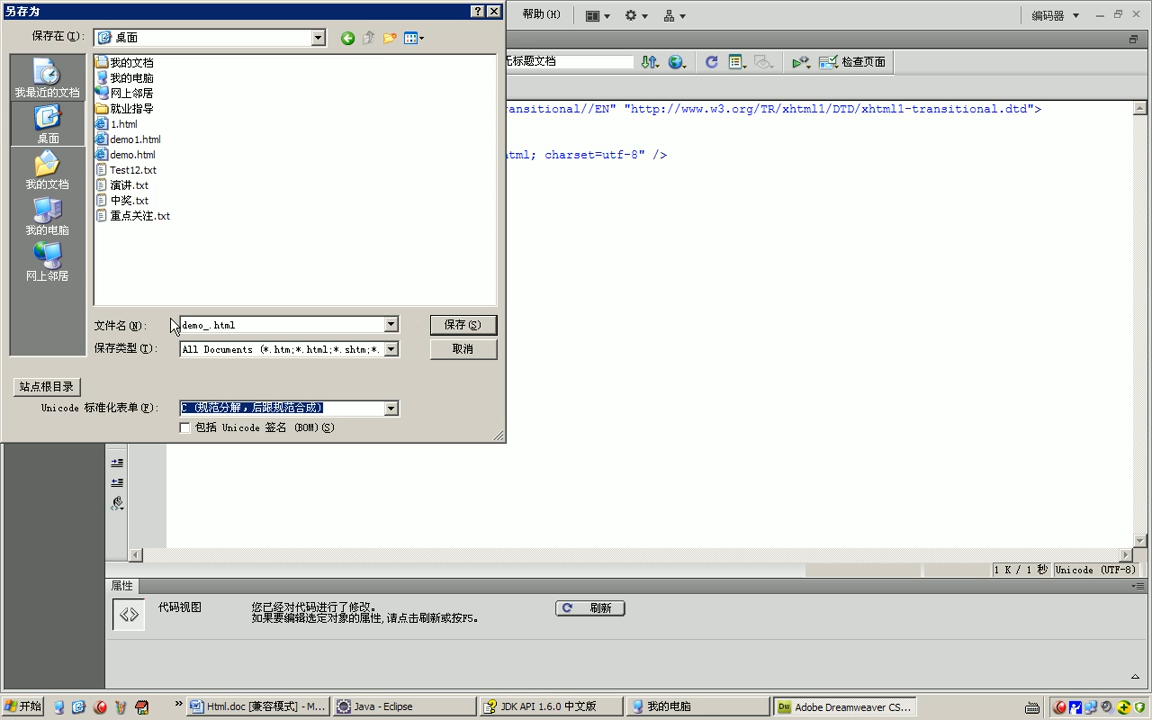 另存为
帮助(H)
编码器
保存在(I):
桌面
无标题文档
检查页面
我最近的文档
桌面
我的文档
我的电脑
网上邻居
我的文档
我的电脑
网上邻居
就业指导
1.html
demo1.html
demo.html
Test12.txt
演讲.txt
中奖.txt
重点关注.txt
ansitional//EN" "http://www.w3.org/TR/xhtml1/DTD/xhtml1-transitional.dtd">
tml; charset=utf-8" />
文件名(N):
demo_.html
保存(S)
保存类型(T):
All Documents (*.htm;*.html;*.shtm;*.
取消
站点根目录
Unicode 标准化表单(F):
C (规范分解，后跟规范合成)
包括 Unicode 签名 (BOM)(S)
1 K / 1 秒
Unicode (UTF-8)
属性
代码视图
您已经对代码进行了修改。
如果要编辑选定对象的属性,请点击刷新或按F5。
刷新
开始
Html.doc [兼容模式] - M...
Java - Eclipse
JDK API 1.6.0 中文版
我的电脑
Adobe Dreamweaver CS...